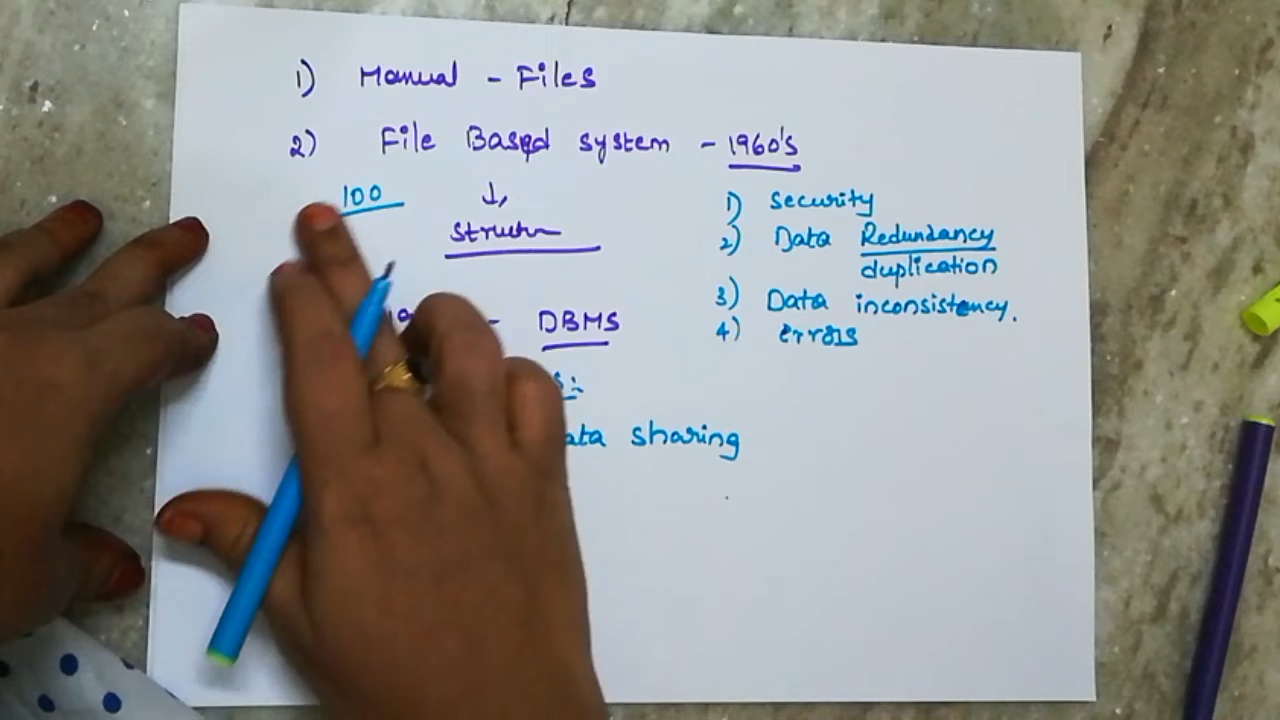 1) Manual - Files
2) File Based system - 1960's
100
Structu
DBMS
data sharing
1) Security
2) Data Redundancy
duplication
3) Data inconsistency.
4) errors